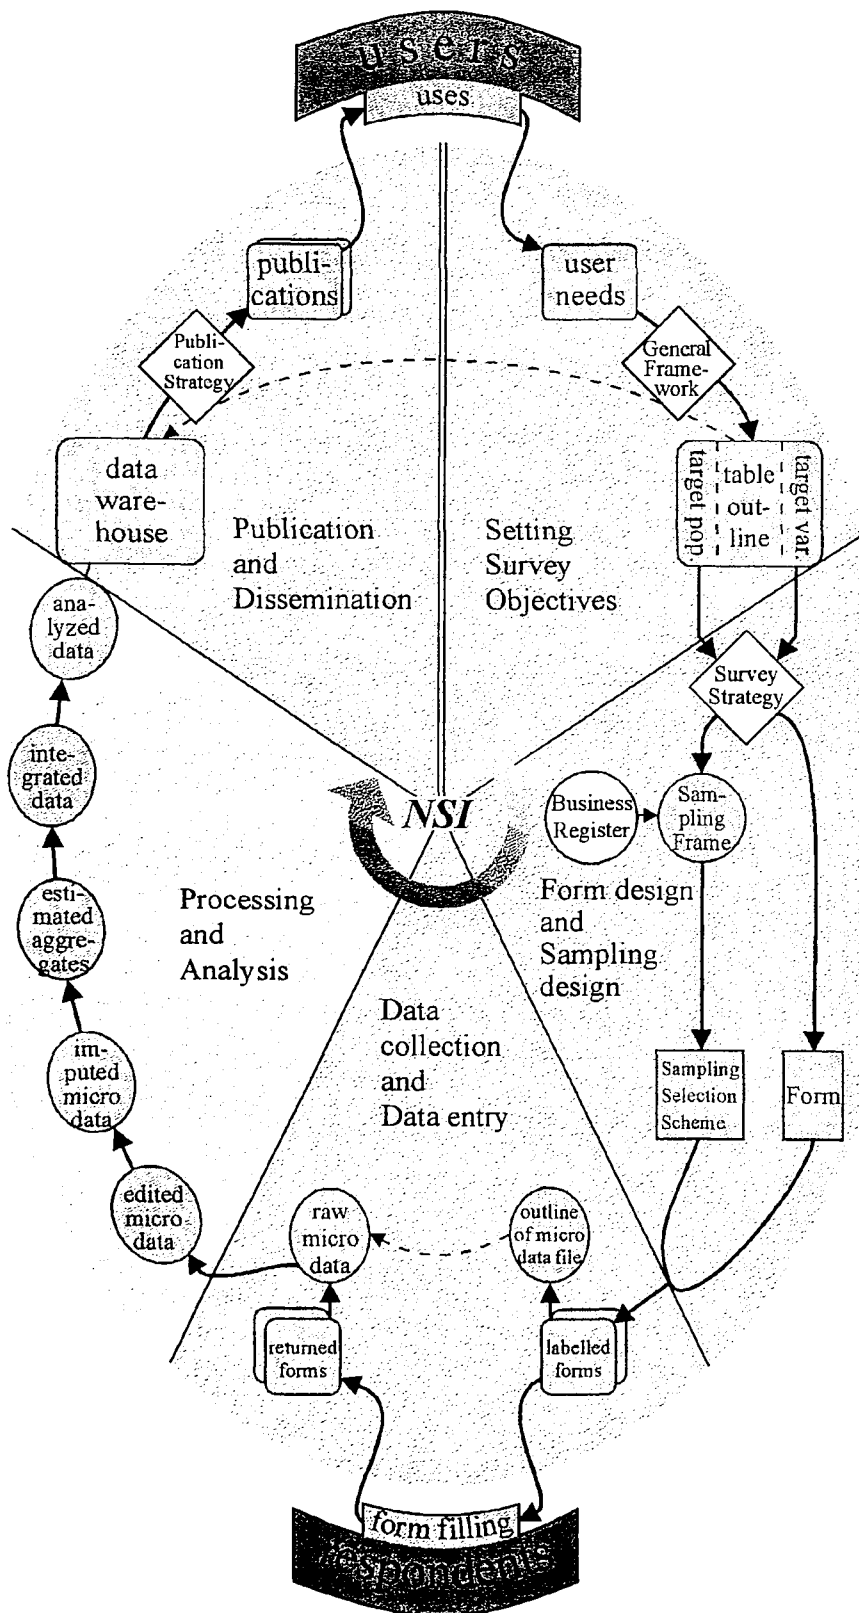 users
uses
publi-
cations
user
needs
Publi-
cation
Strategy
General
Frame-
work
data
ware-
house
target pop.
table
out-
line
target var.
Publication
and
Dissemination
Setting
Survey
Objectives
ana-
lyzed
data
Survey
Strategy
inte-
grated
data
NSI
Business
Register
Sam-
pling
Frame
esti-
mated
aggre-
gates
Processing
and
Analysis
Form design
and
Sampling
design
Data
collection
and
Data entry
im-
puted micro
data
Sampling
Selection
Scheme
Form
edited
micro
data
raw
micro
data
outline
of micro
data file
returned
forms
labelled
forms
form filling
respondents